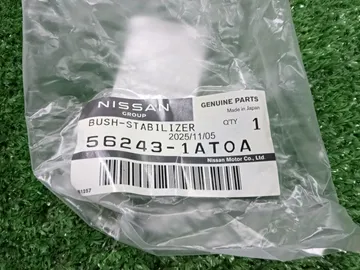 NISSAN
GROUP
GENUINE PARTS
Made in Japan
BUSH-STABILIZER
Q'TY 1
2025/11/05
56243-1AT0A
Nissan Motor Co., Ltd.